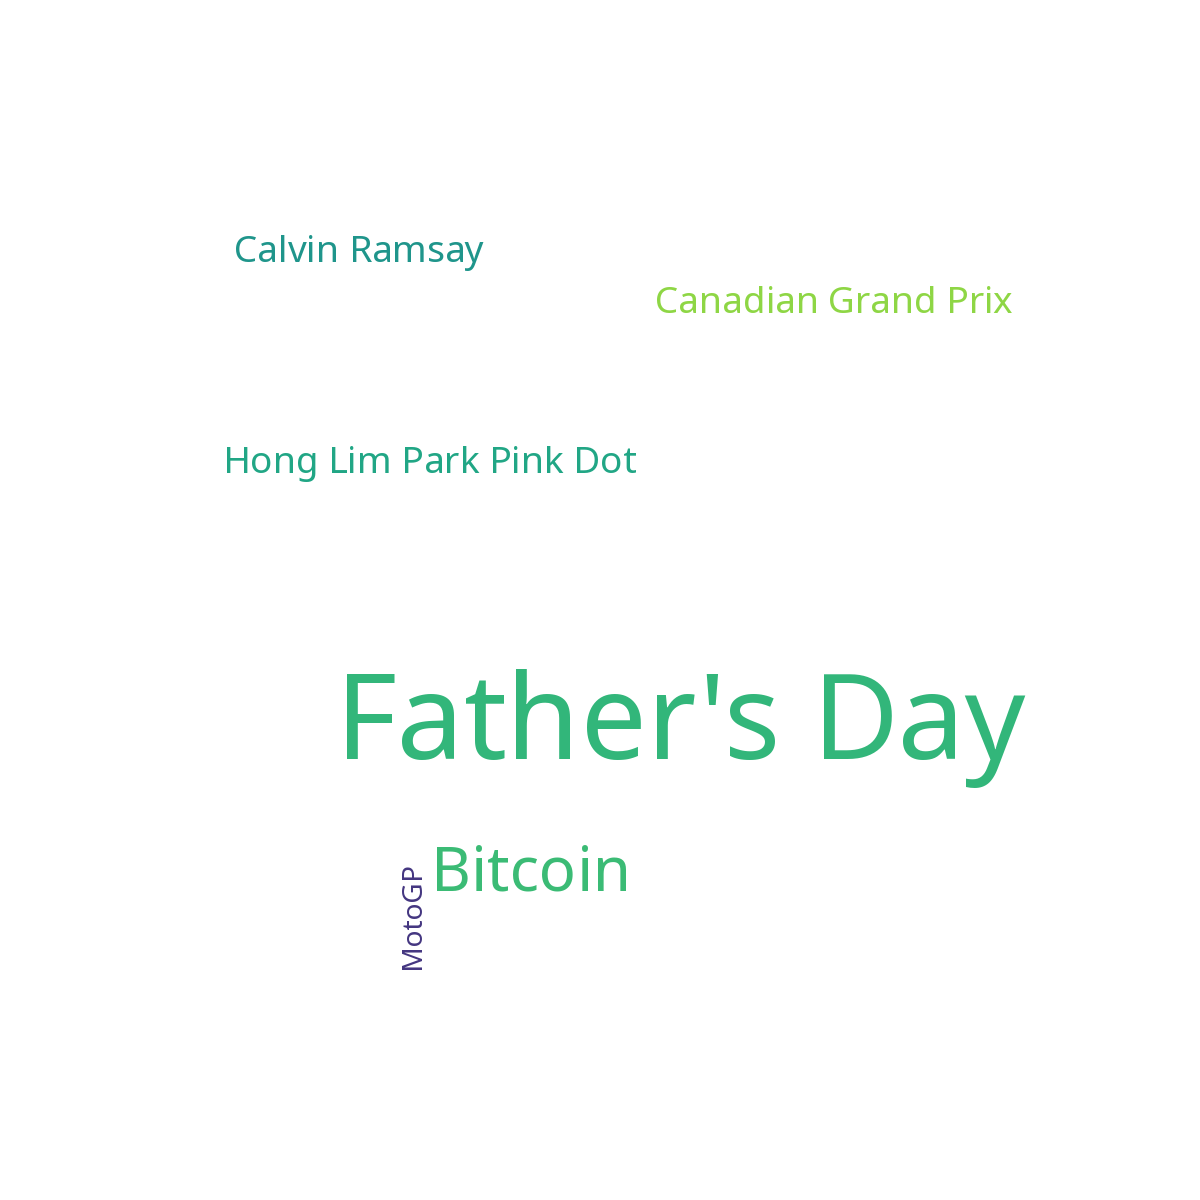 Calvin Ramsay
Canadian Grand Prix
Hong Lim Park Pink Dot
Father's Day
Bitcoin
MotoGP